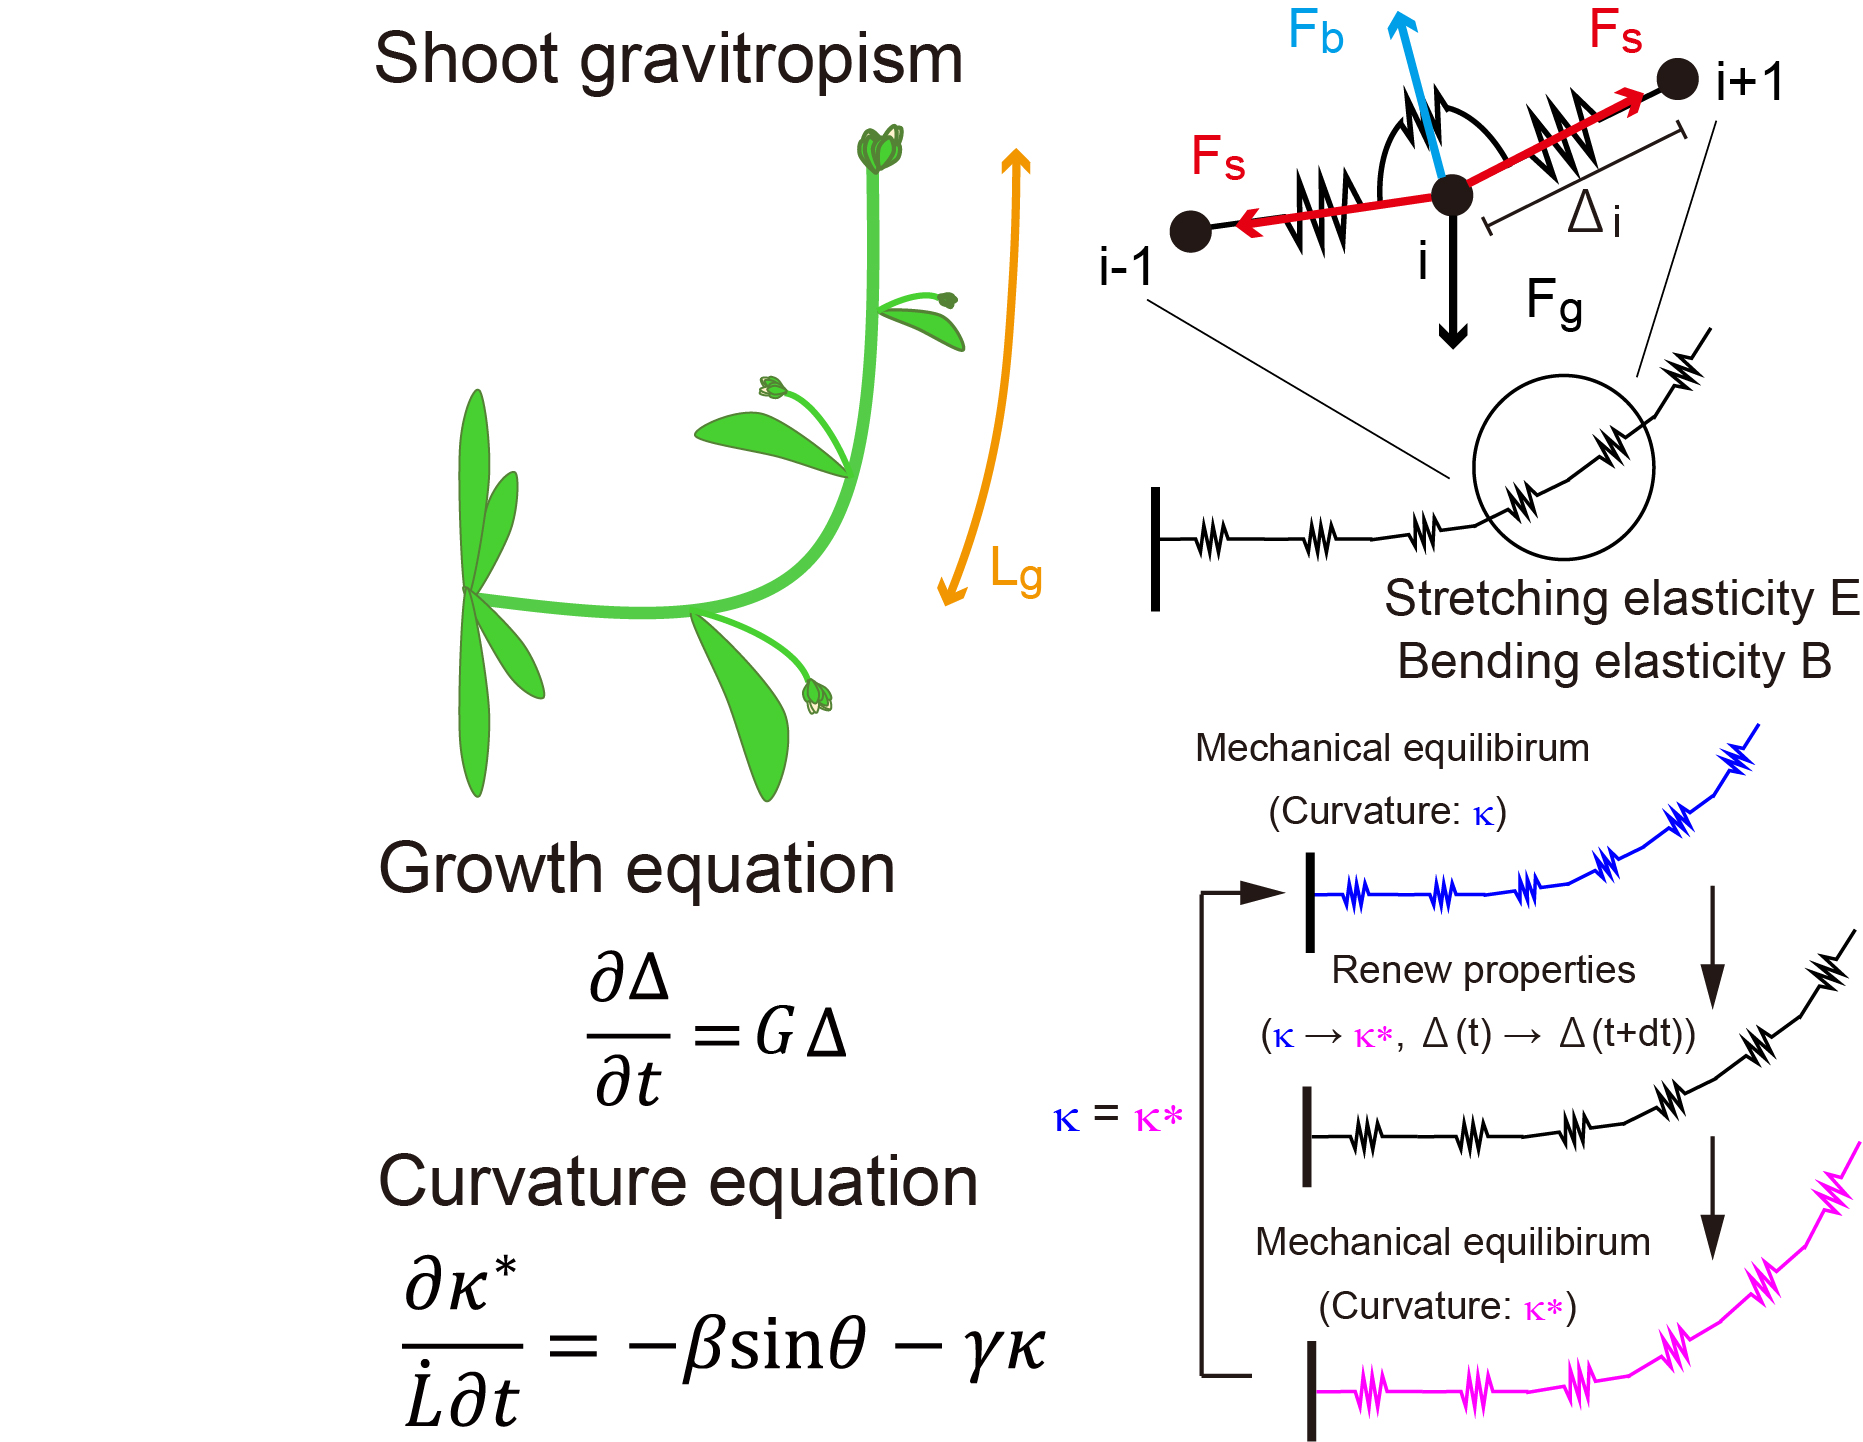 Shoot gravitropism
Lg
Growth equation
∂Δ/∂t = GΔ
Curvature equation
∂κ*/L̇∂t = −βsinθ − γκ
Fb
Fs
i+1
Fs
Δi
i-1
i
Fg
Stretching elasticity E
Bending elasticity B
Mechanical equilibirum
(Curvature: κ)
Renew properties
(κ → κ*, Δ(t) → Δ(t+dt))
κ = κ*
Mechanical equilibirum
(Curvature: κ*)